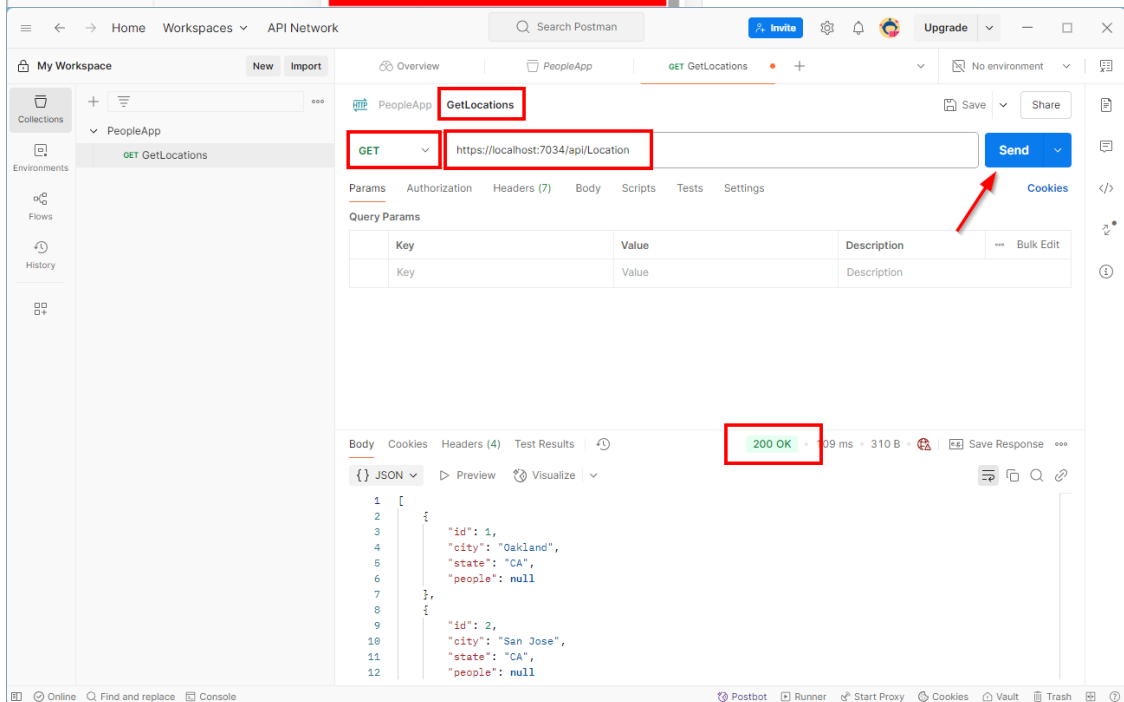 Home Workspaces API Network Search Postman Invite Upgrade
My Workspace New Import Overview PeopleApp GET GetLocations + No environment
Collections
Environments
Flows
History
PeopleApp
GET GetLocations
HTTP PeopleApp GetLocations Save Share
GET https://localhost:7034/api/Location Send
Params Authorization Headers (7) Body Scripts Tests Settings Cookies
Query Params
Key Value Description Bulk Edit
Key Value Description
Body Cookies Headers (4) Test Results 200 OK 109 ms 310 B e.g. Save Response
{} JSON Preview Visualize
1 [
2 {
3 "id": 1,
4 "city": "Oakland",
5 "state": "CA",
6 "people": null
7 },
8 {
9 "id": 2,
10 "city": "San Jose",
11 "state": "CA",
12 "people": null
Online Find and replace Console Postbot Runner Start Proxy Cookies Vault Trash